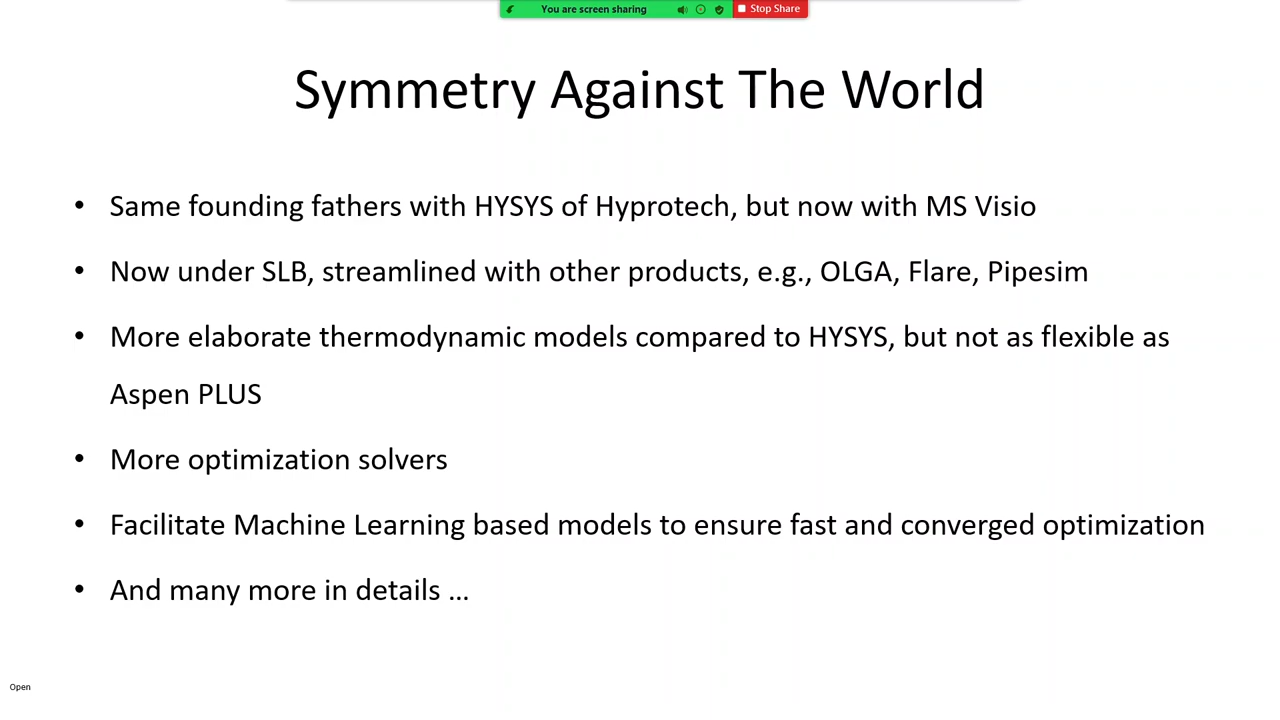 You are screen sharing
Stop Share
Symmetry Against The World
• Same founding fathers with HYSYS of Hyprotech, but now with MS Visio
• Now under SLB, streamlined with other products, e.g., OLGA, Flare, Pipesim
• More elaborate thermodynamic models compared to HYSYS, but not as flexible as
Aspen PLUS
• More optimization solvers
• Facilitate Machine Learning based models to ensure fast and converged optimization
• And many more in details ...
Open